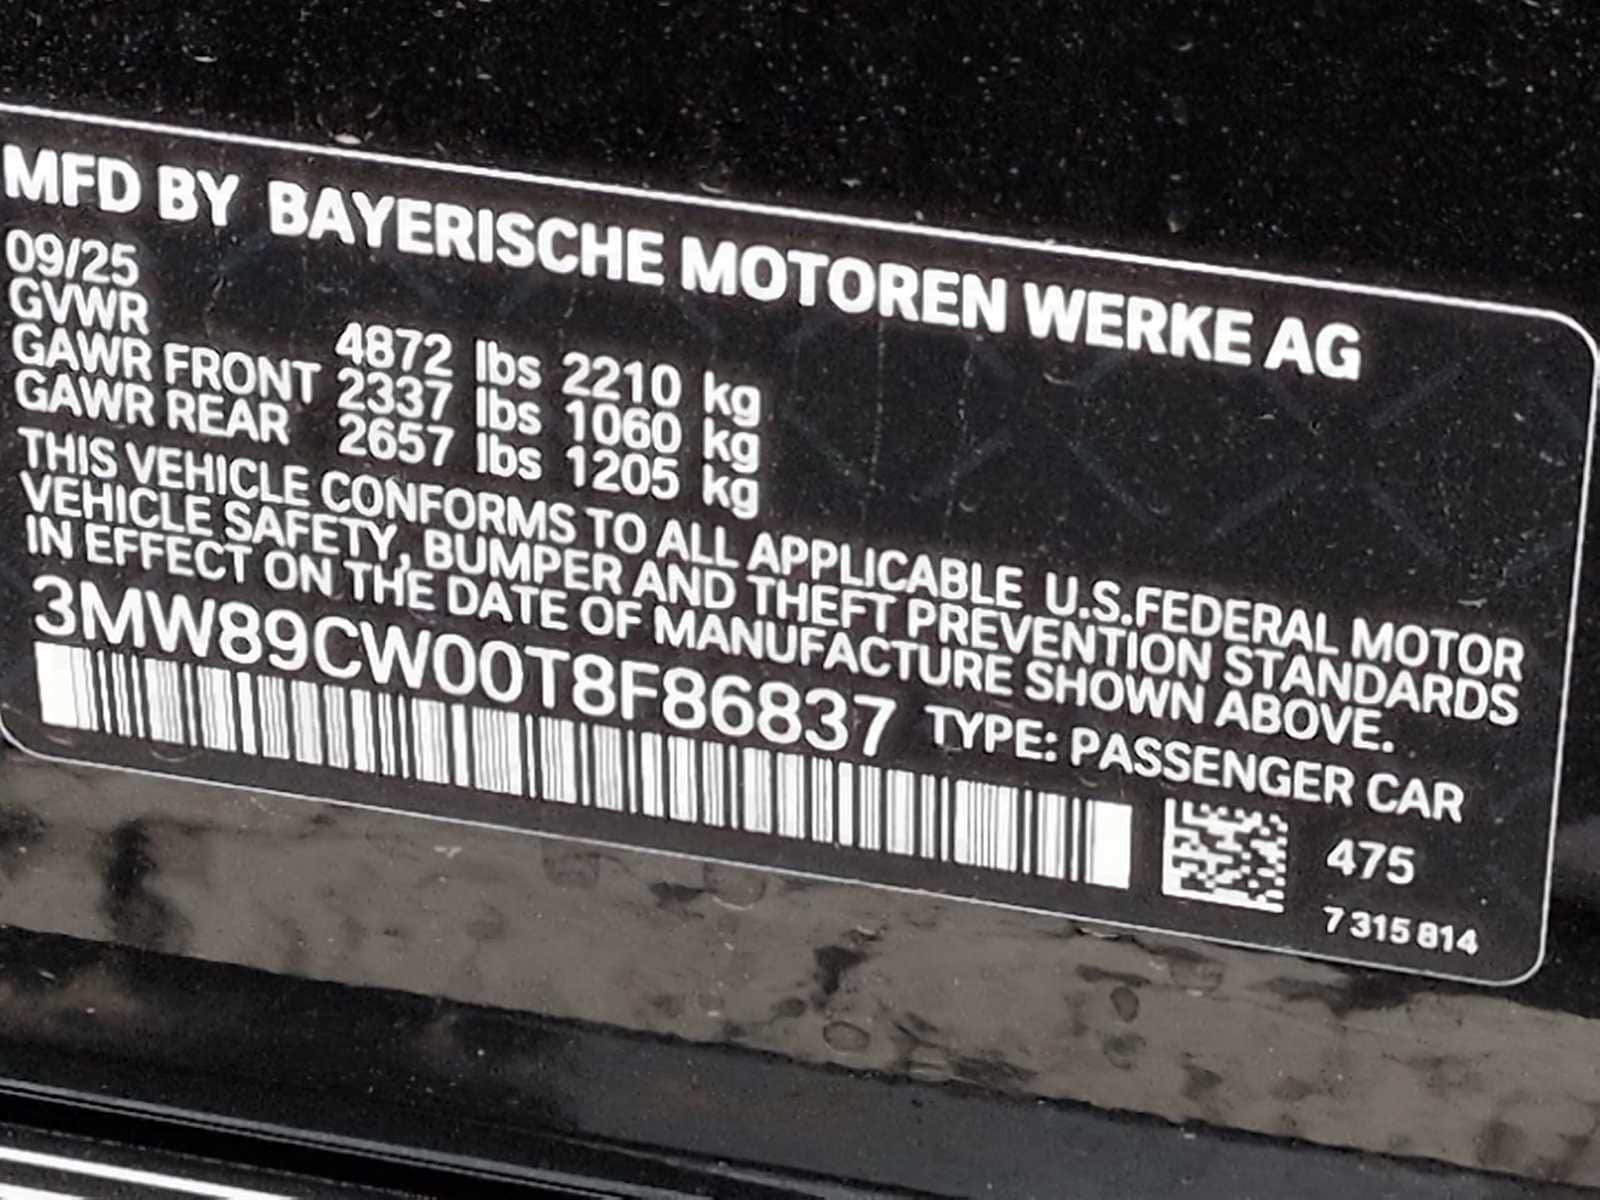 MFD BY BAYERISCHE MOTOREN WERKE AG
09/25
GVWR 4872 lbs 2210 kg
GAWR FRONT 2337 lbs 1060 kg
GAWR REAR 2657 lbs 1205 kg
THIS VEHICLE CONFORMS TO ALL APPLICABLE U.S.FEDERAL MOTOR
VEHICLE SAFETY, BUMPER AND THEFT PREVENTION STANDARDS
IN EFFECT ON THE DATE OF MANUFACTURE SHOWN ABOVE.
3MW89CW00T8F86837 TYPE: PASSENGER CAR
475
7 315 814